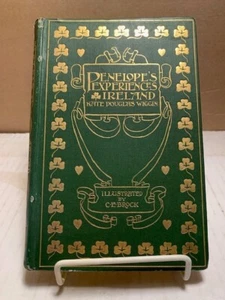 PENELOPE'S
EXPERIENCES
IRELAND
KATE DOUGLAS WIGGIN
ILLUSTRATED
BY
C·E·BROCK